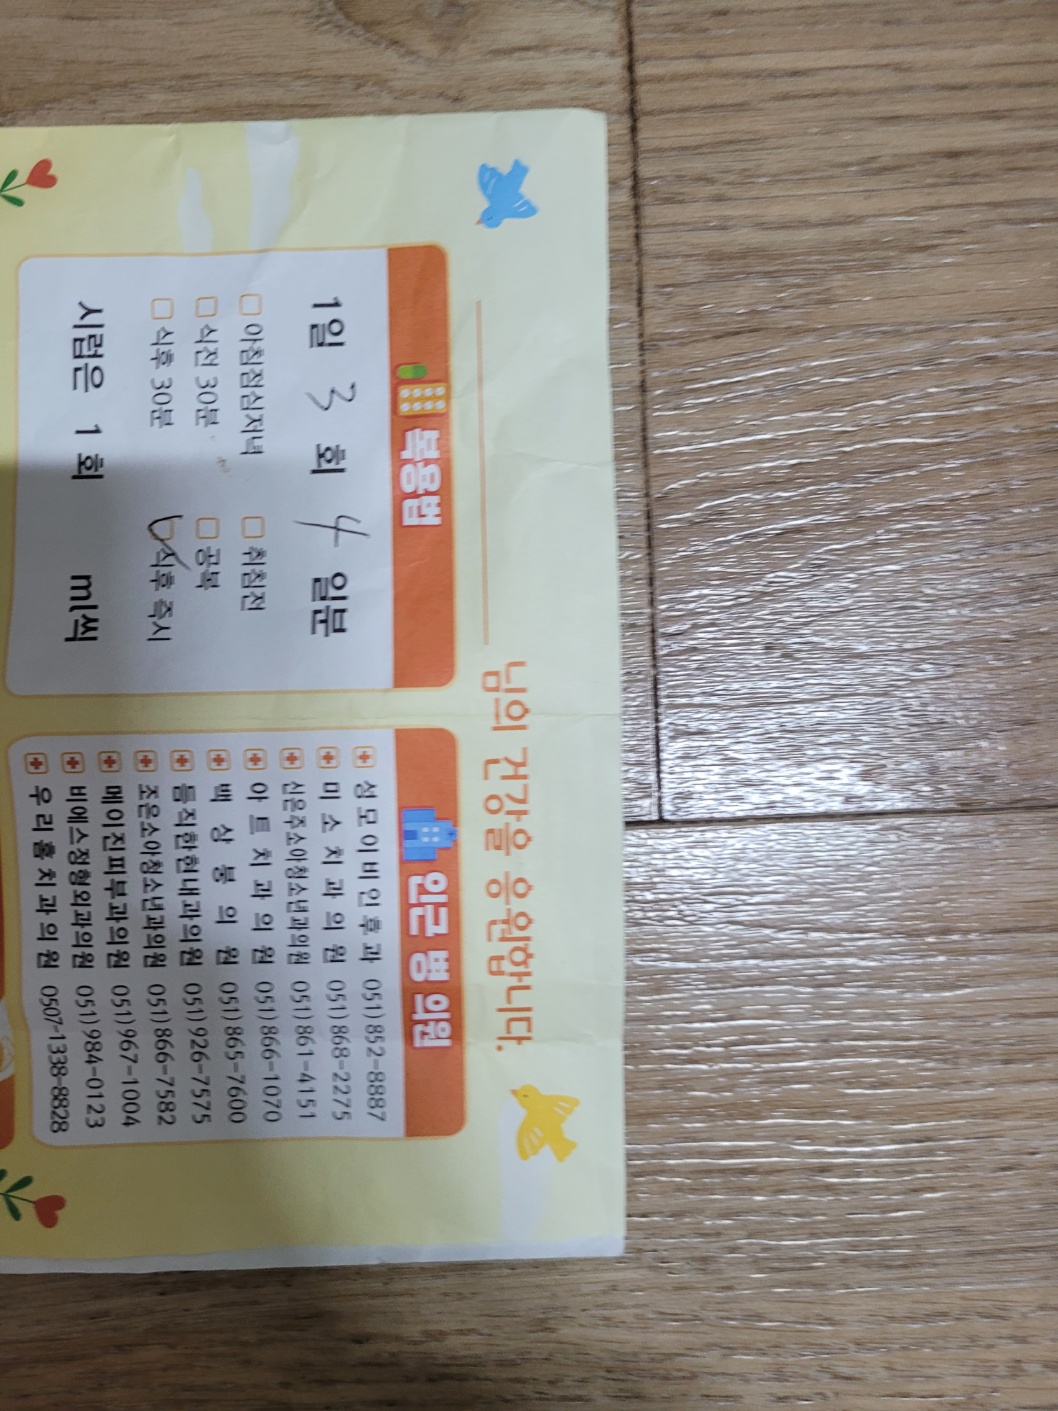 님의 건강을 응원합니다.
복용법
1일 3 회 4 일분
아침점심저녁 취침전
식전 30분 공복
식후 30분 식후 즉시
시럽은 1 회 ml씩
인근 병 의원
성모이비인후과 051)852-8887
미소치과의원 051)868-2275
신온주소아청소년과의원 051)861-4151
아트치과의원 051)866-1070
백상봉의원 051)865-7600
듬직한현내과의원 051)926-7575
조은소아청소년과의원 051)866-7582
메이진피부과의원 051)967-1004
비에스정형외과의원 051)984-0123
우리홈치과의원 0507-1338-8828